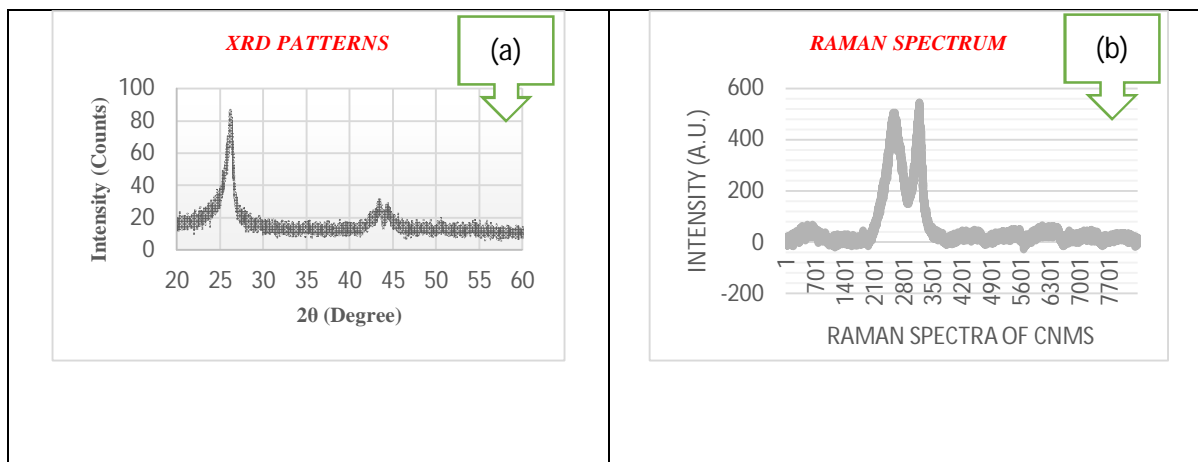 XRD PATTERNS
(a)
100
80
60
40
20
0
Intensity (Counts)
20 25 30 35 40 45 50 55 60
2θ (Degree)
RAMAN SPECTRUM
(b)
600
400
200
0
-200
INTENSITY (A.U.)
1 701 1401 2101 2801 3501 4201 4901 5601 6301 7001 7701
RAMAN SPECTRA OF CNMS